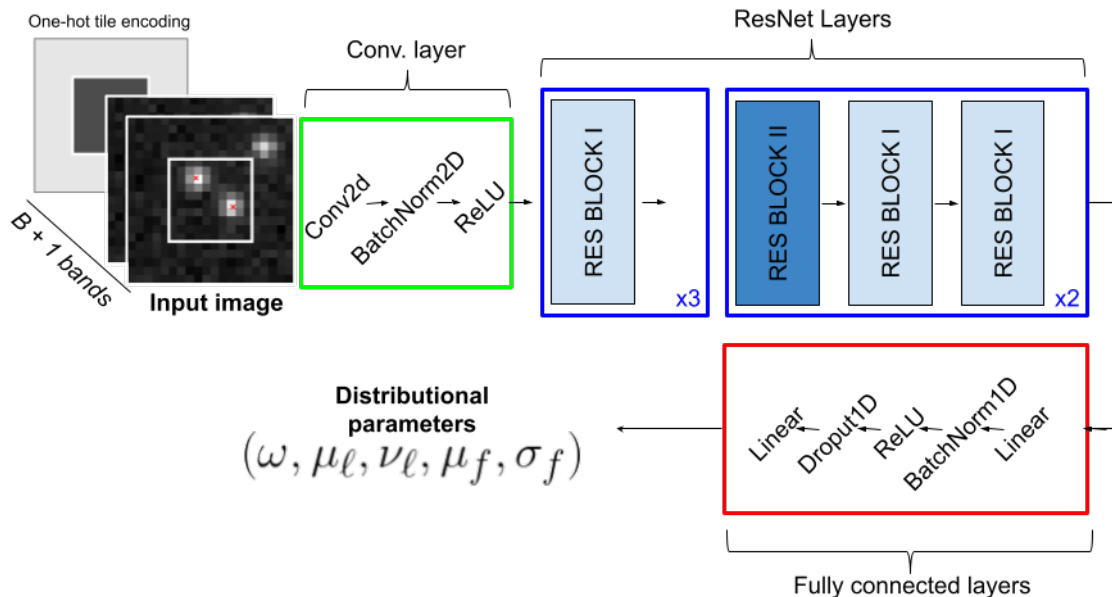 One-hot tile encoding
B + 1 bands
Input image
Conv. layer
Conv2d
BatchNorm2D
ReLU
ResNet Layers
RES BLOCK I
x3
RES BLOCK II
RES BLOCK I
RES BLOCK I
x2
Linear
BatchNorm1D
ReLU
Droput1D
Linear
Fully connected layers
Distributional
parameters
(ω, μ_ℓ, ν_ℓ, μ_f, σ_f)